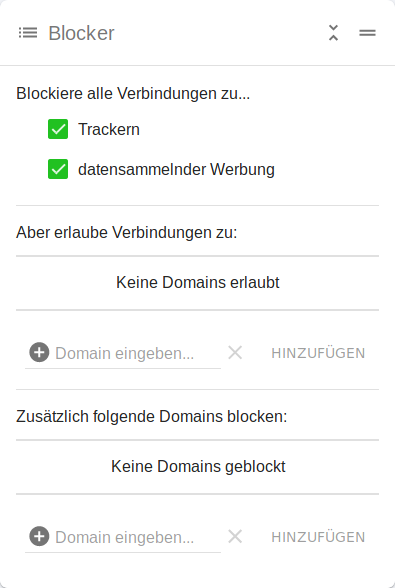 Blocker
Blockiere alle Verbindungen zu...
Trackern
datensammelnder Werbung
Aber erlaube Verbindungen zu:
Keine Domains erlaubt
Domain eingeben... HINZUFÜGEN
Zusätzlich folgende Domains blocken:
Keine Domains geblockt
Domain eingeben... HINZUFÜGEN